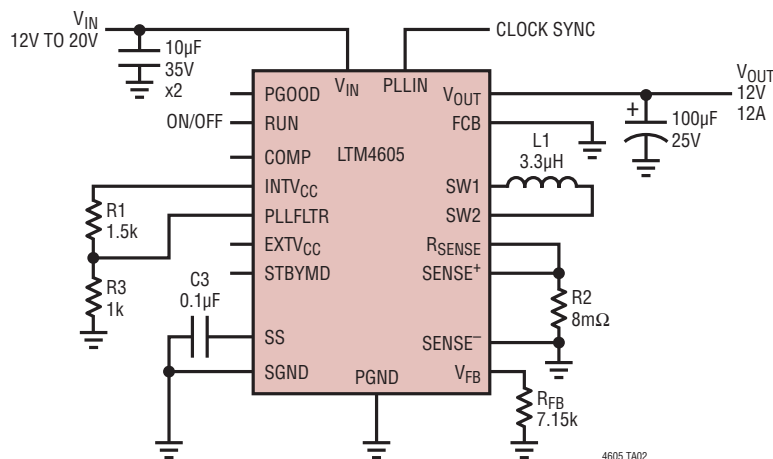 VIN
12V TO 20V
10µF
35V
x2
CLOCK SYNC
VIN
PLLIN
PGOOD
VOUT
VOUT
12V
12A
ON/OFF
RUN
FCB
+
100µF
25V
COMP
LTM4605
L1
3.3µH
INTVCC
SW1
R1
1.5k
PLLFLTR
SW2
EXTVCC
RSENSE
STBYMD
SENSE+
R3
1k
C3
0.1µF
R2
8mΩ
SS
SENSE–
SGND
PGND
VFB
RFB
7.15k
4605 TA02